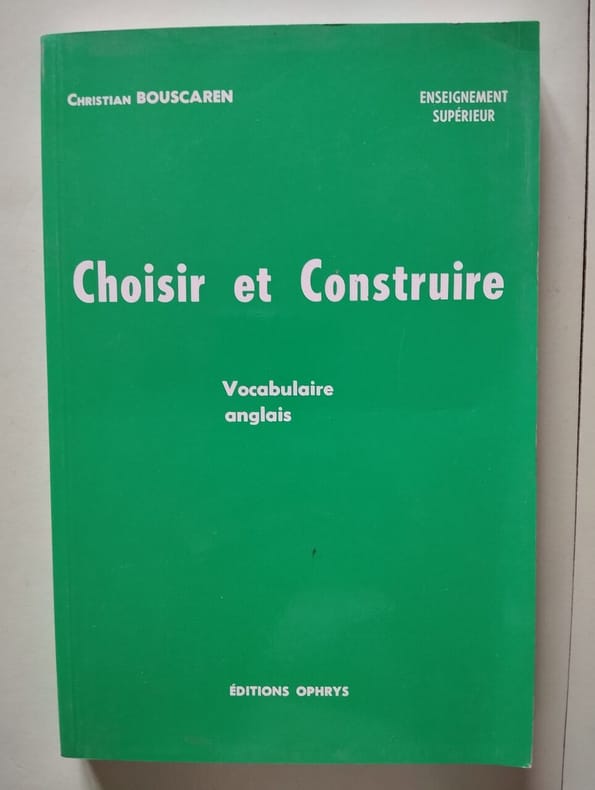 Christian BOUSCAREN
ENSEIGNEMENT
SUPÉRIEUR
Choisir et Construire
Vocabulaire
anglais
ÉDITIONS OPHRYS